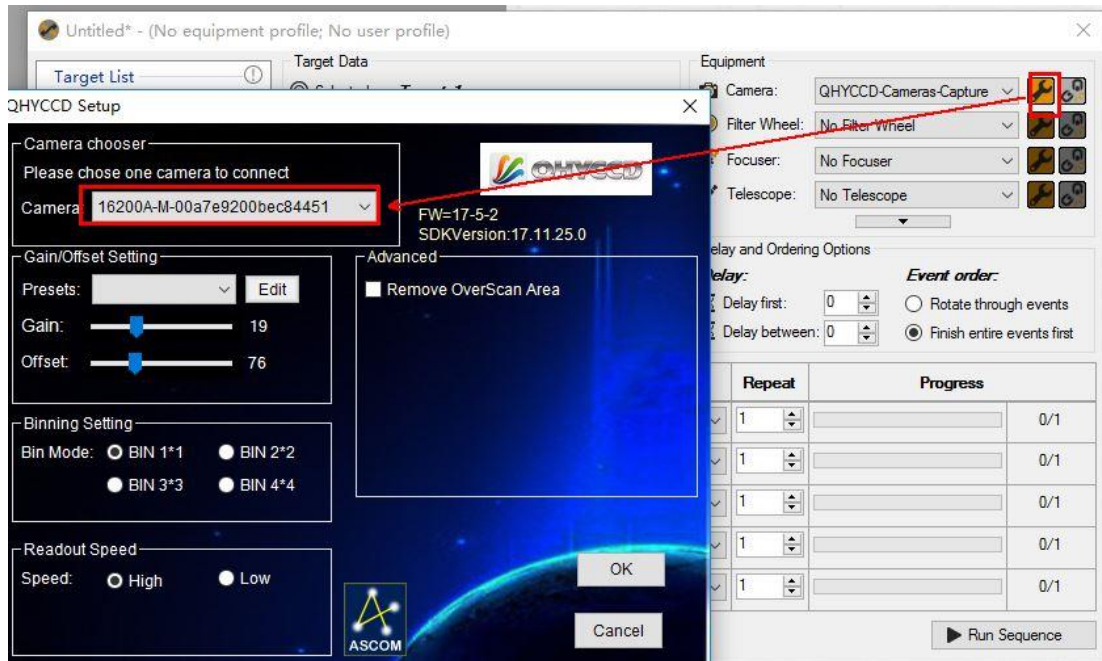 Untitled* - (No equipment profile; No user profile)
Target List
Target Data
Equipment
Camera: QHYCCD-Cameras-Capture
Filter Wheel: No Filter Wheel
Focuser: No Focuser
Telescope: No Telescope
Delay and Ordering Options
Delay:
Event order:
Delay first: 0
Rotate through events
Delay between: 0
Finish entire events first
Repeat
Progress
1
0/1
1
0/1
1
0/1
1
0/1
1
0/1
Run Sequence
QHYCCD Setup
Camera chooser
Please chose one camera to connect
Camera 16200A-M-00a7e9200bec84451
QHYCCD
FW=17-5-2
SDKVersion:17.11.25.0
Gain/Offset Setting
Presets:
Edit
Gain:
19
Offset:
76
Advanced
Remove OverScan Area
Binning Setting
Bin Mode: BIN 1*1 BIN 2*2
BIN 3*3 BIN 4*4
Readout Speed
Speed: High Low
ASCOM
OK
Cancel